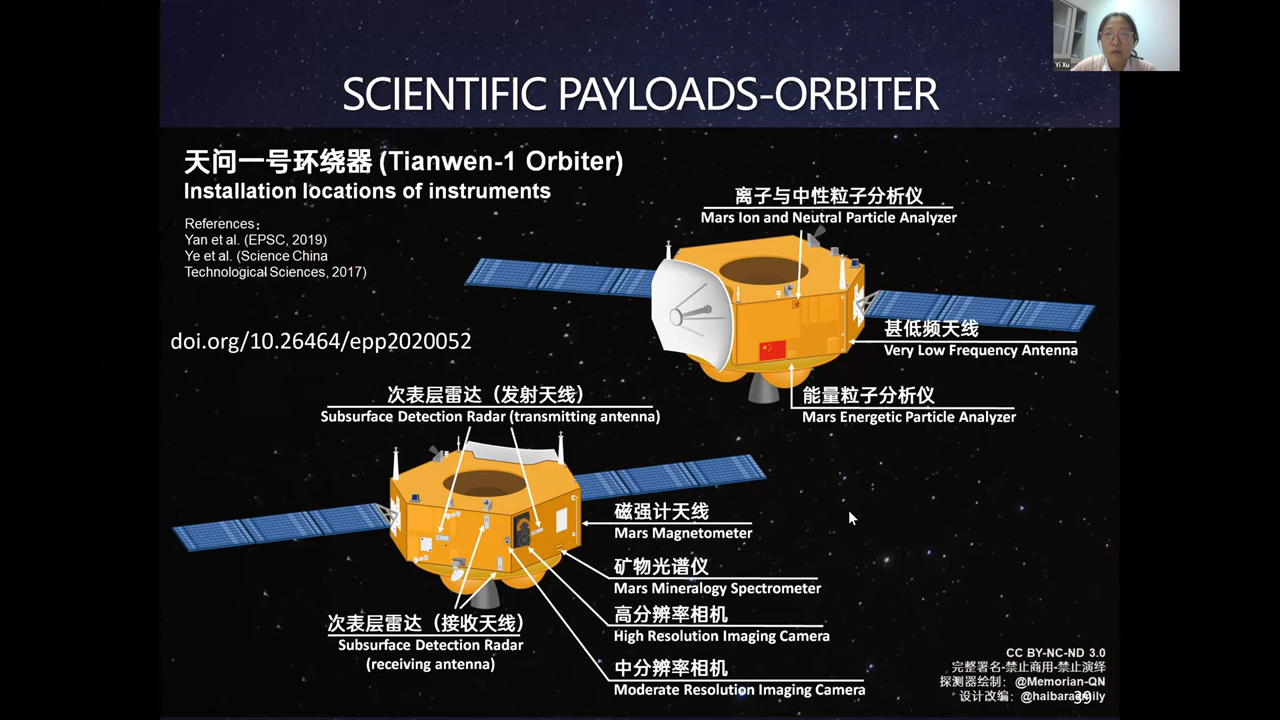 Yi Xu
SCIENTIFIC PAYLOADS-ORBITER
天问一号环绕器 (Tianwen-1 Orbiter)
Installation locations of instruments
References:
Yan et al. (EPSC, 2019)
Ye et al. (Science China
Technological Sciences, 2017)
doi.org/10.26464/epp2020052
离子与中性粒子分析仪
Mars Ion and Neutral Particle Analyzer
甚低频天线
Very Low Frequency Antenna
能量粒子分析仪
Mars Energetic Particle Analyzer
次表层雷达（发射天线）
Subsurface Detection Radar (transmitting antenna)
磁强计天线
Mars Magnetometer
矿物光谱仪
Mars Mineralogy Spectrometer
高分辨率相机
High Resolution Imaging Camera
中分辨率相机
Moderate Resolution Imaging Camera
次表层雷达（接收天线）
Subsurface Detection Radar
(receiving antenna)
CC BY-NC-ND 3.0
完整署名-禁止商用-禁止演绎
探测器绘制：@Memorian-QN
设计改编：@haibaraemily
39